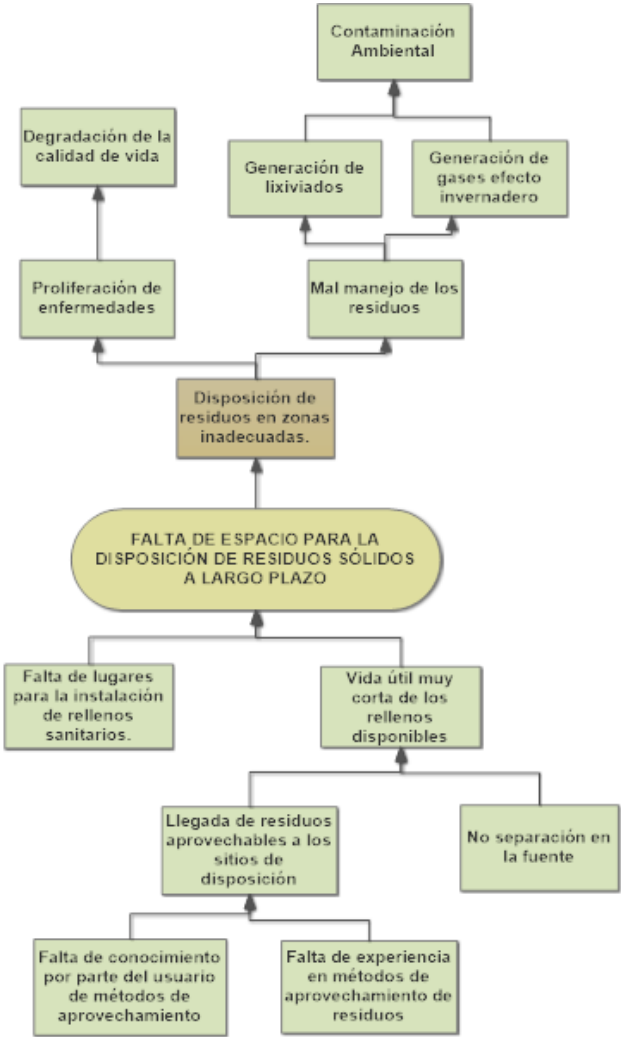 Contaminación
Ambiental
Degradación de la
calidad de vida
Generación de
lixiviados
Generación de
gases efecto
invernadero
Proliferación de
enfermedades
Mal manejo de los
residuos
Disposición de
residuos en zonas
inadecuadas.
FALTA DE ESPACIO PARA LA
DISPOSICIÓN DE RESIDUOS SÓLIDOS
A LARGO PLAZO
Falta de lugares
para la instalación
de rellenos
sanitarios.
Vida útil muy
corta de los
rellenos
disponibles
Llegada de residuos
aprovechables a los
sitios de
disposición
No separación en
la fuente
Falta de conocimiento
por parte del usuario
de métodos de
aprovechamiento
Falta de experiencia
en métodos de
aprovechamiento de
residuos